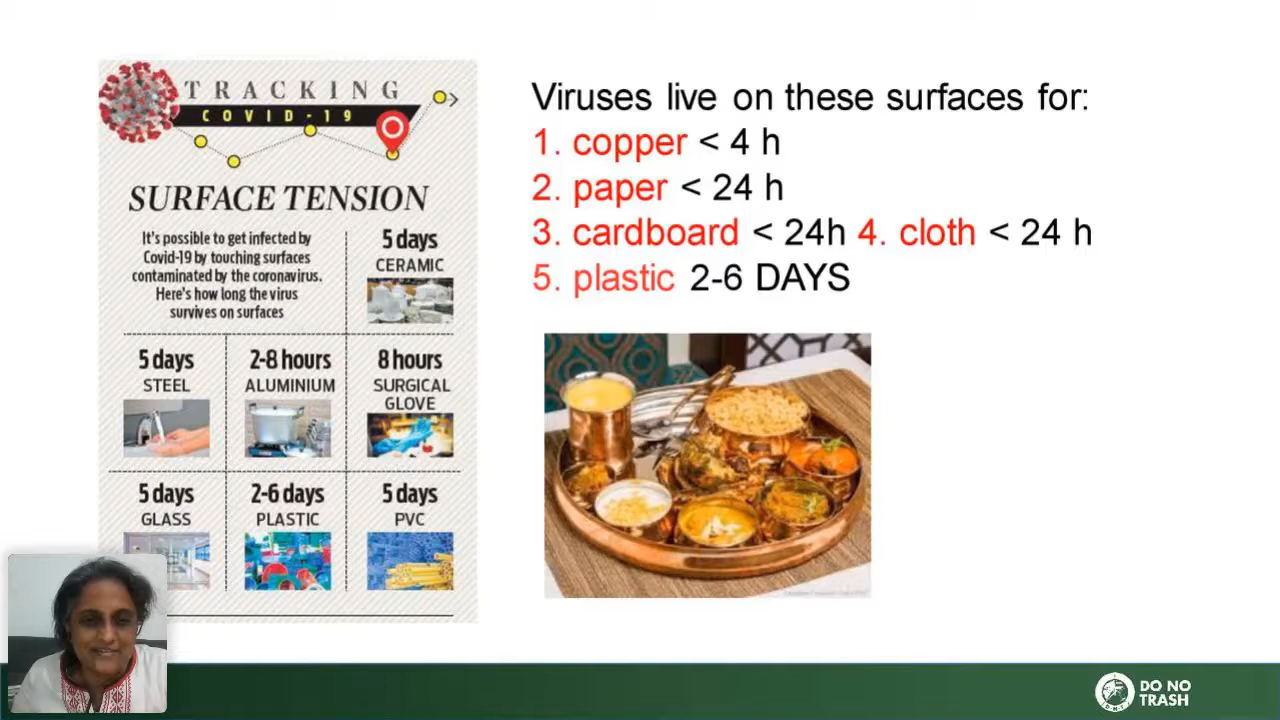 TRACKING
COVID-19
SURFACE TENSION
It's possible to get infected by
Covid-19 by touching surfaces
contaminated by the coronavirus.
Here's how long the virus
survives on surfaces
5 days
CERAMIC
5 days
STEEL
2-8 hours
ALUMINIUM
8 hours
SURGICAL
GLOVE
5 days
GLASS
2-6 days
PLASTIC
5 days
PVC
Viruses live on these surfaces for:
1. copper < 4 h
2. paper < 24 h
3. cardboard < 24h 4. cloth < 24 h
5. plastic 2-6 DAYS
DO NO
TRASH